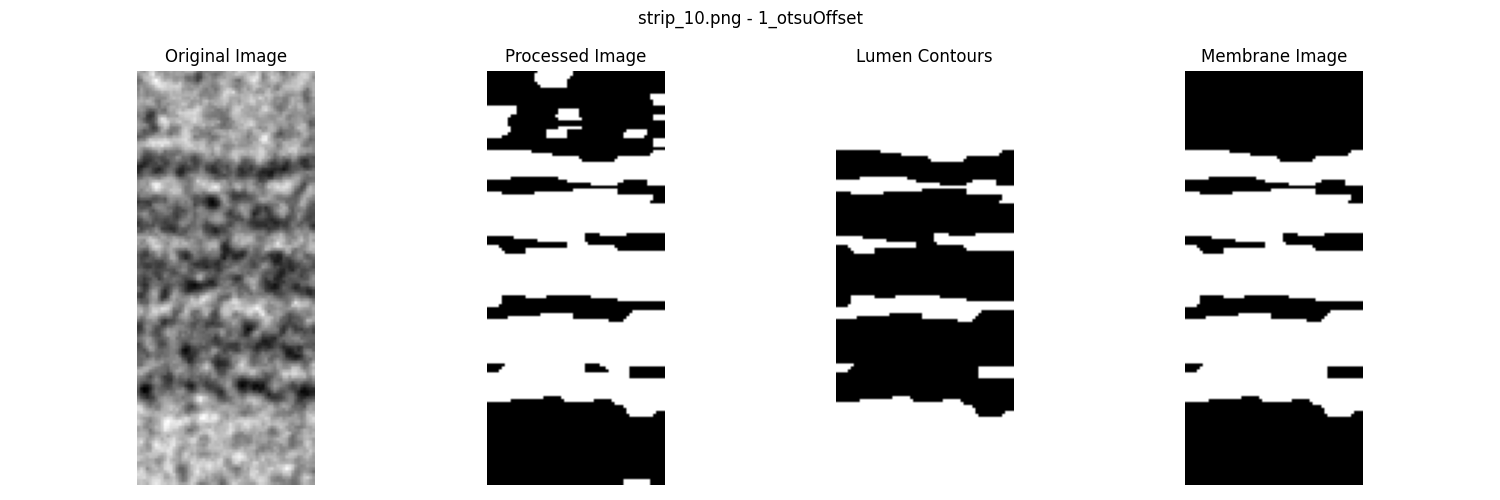 strip_10.png - 1_otsuOffset
Original Image
Processed Image
Lumen Contours
Membrane Image